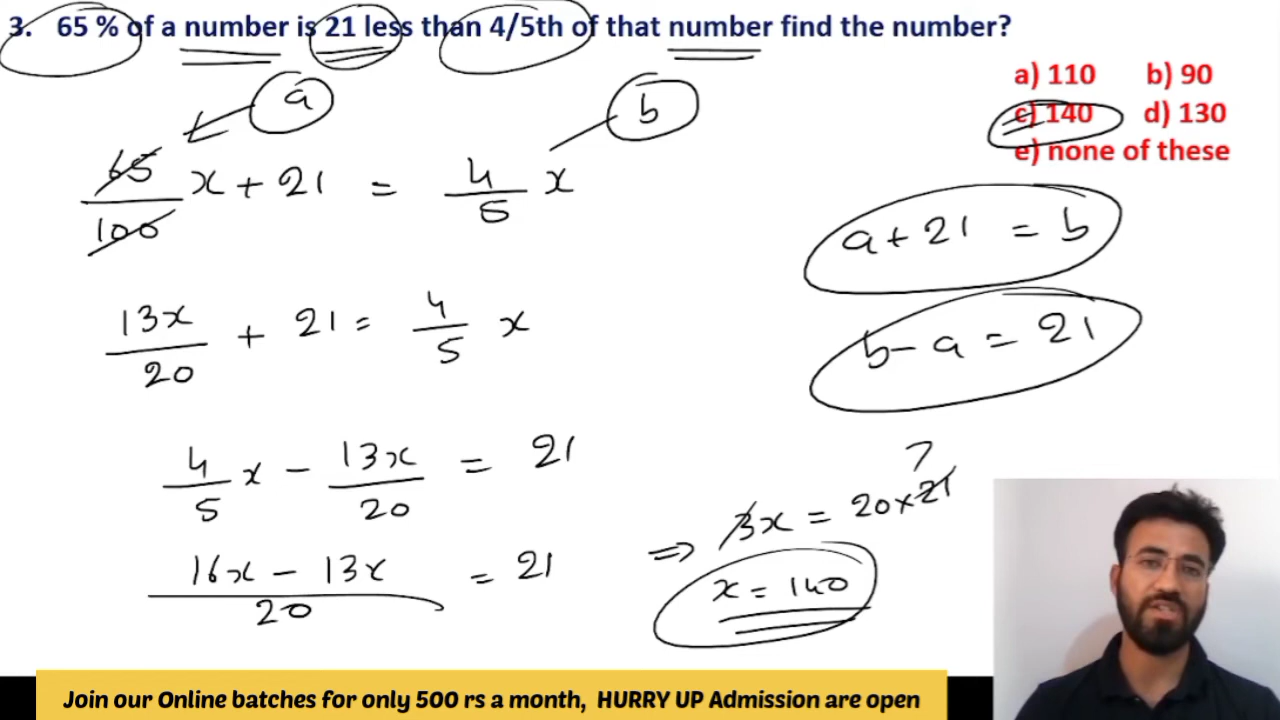 3. 65 % of a number is 21 less than 4/5th of that number find the number?
a) 110 b) 90
c) 140 d) 130
e) none of these
a
b
65/100 x + 21 = 4/5 x
a + 21 = b
13x/20 + 21 = 4/5 x
b - a = 21
4/5 x - 13x/20 = 21
7
⇒ 3x = 20 x 21
16x - 13x/20 = 21
x = 140
Join our Online batches for only 500 rs a month, HURRY UP Admission are open